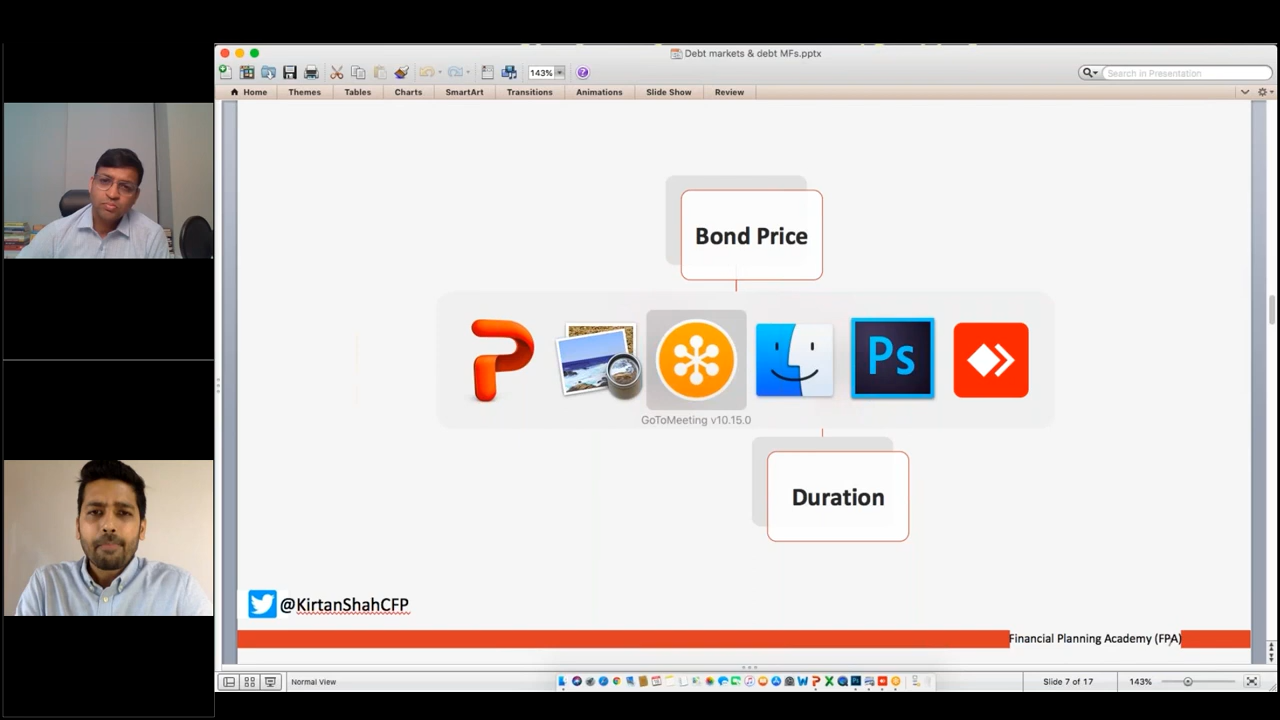 Debt markets & debt MFs.pptx
143%
Search in Presentation
Home Themes Tables Charts SmartArt Transitions Animations Slide Show Review
Bond Price
Ps
GoToMeeting v10.15.0
Duration
@KirtanShahCFP
Financial Planning Academy (FPA)
Normal View
Slide 7 of 17
143%